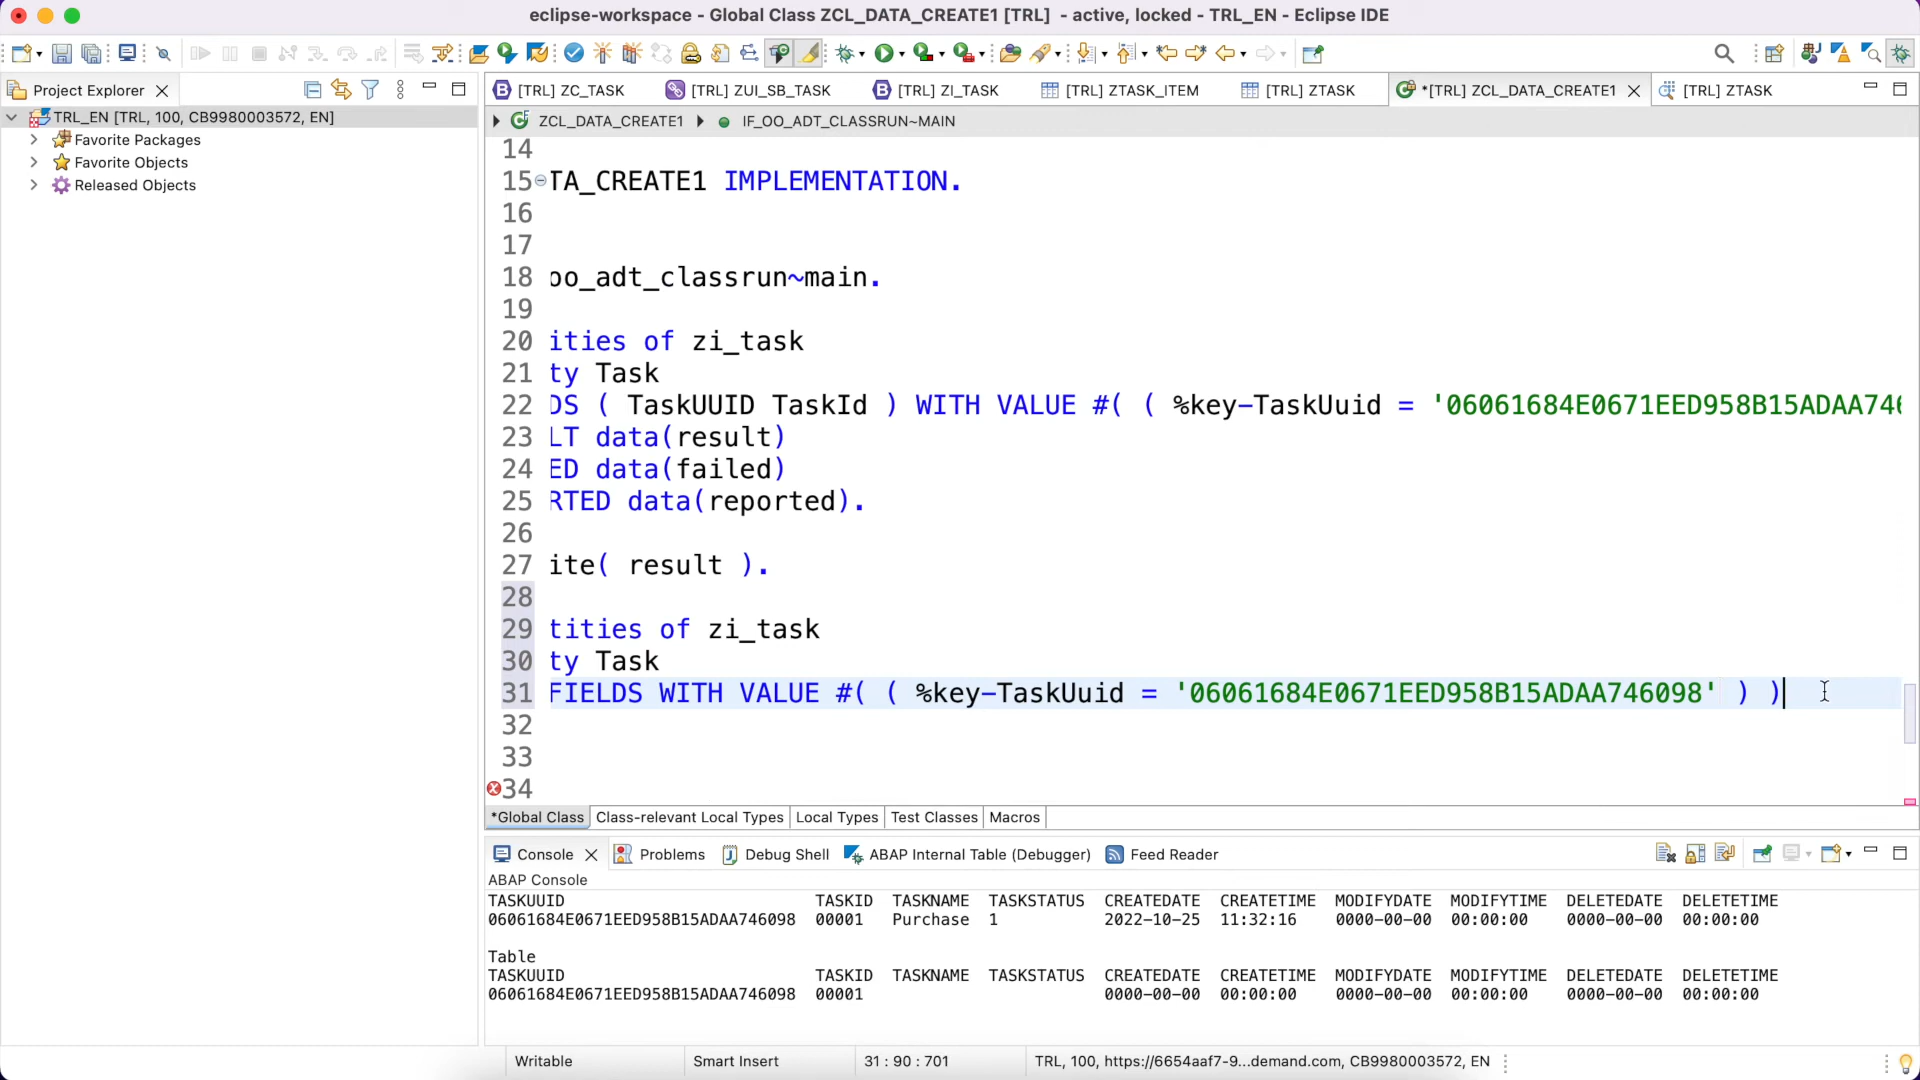 eclipse-workspace - Global Class ZCL_DATA_CREATE1 [TRL]  - active, locked - TRL_EN - Eclipse IDE
Project Explorer
[TRL] ZC_TASK
[TRL] ZUI_SB_TASK
[TRL] ZI_TASK
[TRL] ZTASK_ITEM
[TRL] ZTASK
*[TRL] ZCL_DATA_CREATE1
[TRL] ZTASK
TRL_EN [TRL, 100, CB9980003572, EN]
Favorite Packages
Favorite Objects
Released Objects
ZCL_DATA_CREATE1
IF_OO_ADT_CLASSRUN~MAIN
14
15 TA_CREATE1 IMPLEMENTATION.
16
17
18 oo_adt_classrun~main.
19
20 ities of zi_task
21 ty Task
22 DS ( TaskUUID TaskId ) WITH VALUE #( ( %key-TaskUuid = '06061684E0671EED958B15ADAA746
23 LT data(result)
24 ED data(failed)
25 RTED data(reported).
26
27 ite( result ).
28
29 tities of zi_task
30 ty Task
31 FIELDS WITH VALUE #( ( %key-TaskUuid = '06061684E0671EED958B15ADAA746098' ) )
32
33
34
*Global Class
Class-relevant Local Types
Local Types
Test Classes
Macros
Console
Problems
Debug Shell
ABAP Internal Table (Debugger)
Feed Reader
ABAP Console
TASKUUID TASKID TASKNAME TASKSTATUS CREATEDATE CREATETIME MODIFYDATE MODIFYTIME DELETEDATE DELETETIME
06061684E0671EED958B15ADAA746098 00001 Purchase 1 2022-10-25 11:32:16 0000-00-00 00:00:00 0000-00-00 00:00:00
Table
TASKUUID TASKID TASKNAME TASKSTATUS CREATEDATE CREATETIME MODIFYDATE MODIFYTIME DELETEDATE DELETETIME
06061684E0671EED958B15ADAA746098 00001 0000-00-00 00:00:00 0000-00-00 00:00:00 0000-00-00 00:00:00
Writable
Smart Insert
31 : 90 : 701
TRL, 100, https://6654aaf7-9...demand.com, CB9980003572, EN